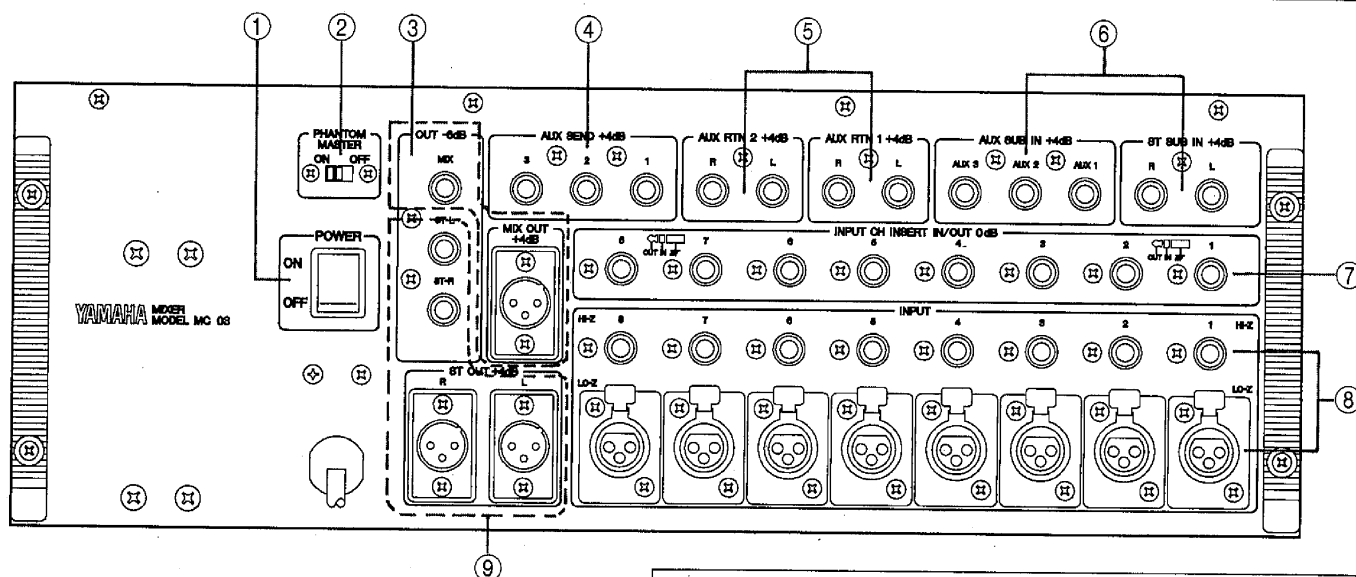 ① ② ③ ④ ⑤ ⑥
PHANTOM MASTER
ON OFF
OUT -6dB
MIX
ST-L
ST-R
AUX SEND +4dB
3 2 1
AUX RTN 2 +4dB
R L
AUX RTN 1 +4dB
R L
AUX SUB IN +4dB
AUX 3 AUX 2 AUX 1
ST SUB IN +4dB
R L
POWER
ON
OFF
MIX OUT
+4dB
INPUT CH INSERT IN/OUT 0dB
8 7 6 5 4 3 2 1
OUT IN
OUT IN
⑦
YAMAHA MIXER
MODEL MC 03
INPUT
HI-Z 8 7 6 5 4 3 2 1 HI-Z
LO-Z LO-Z
⑧
ST OUT +4dB
R L
⑨